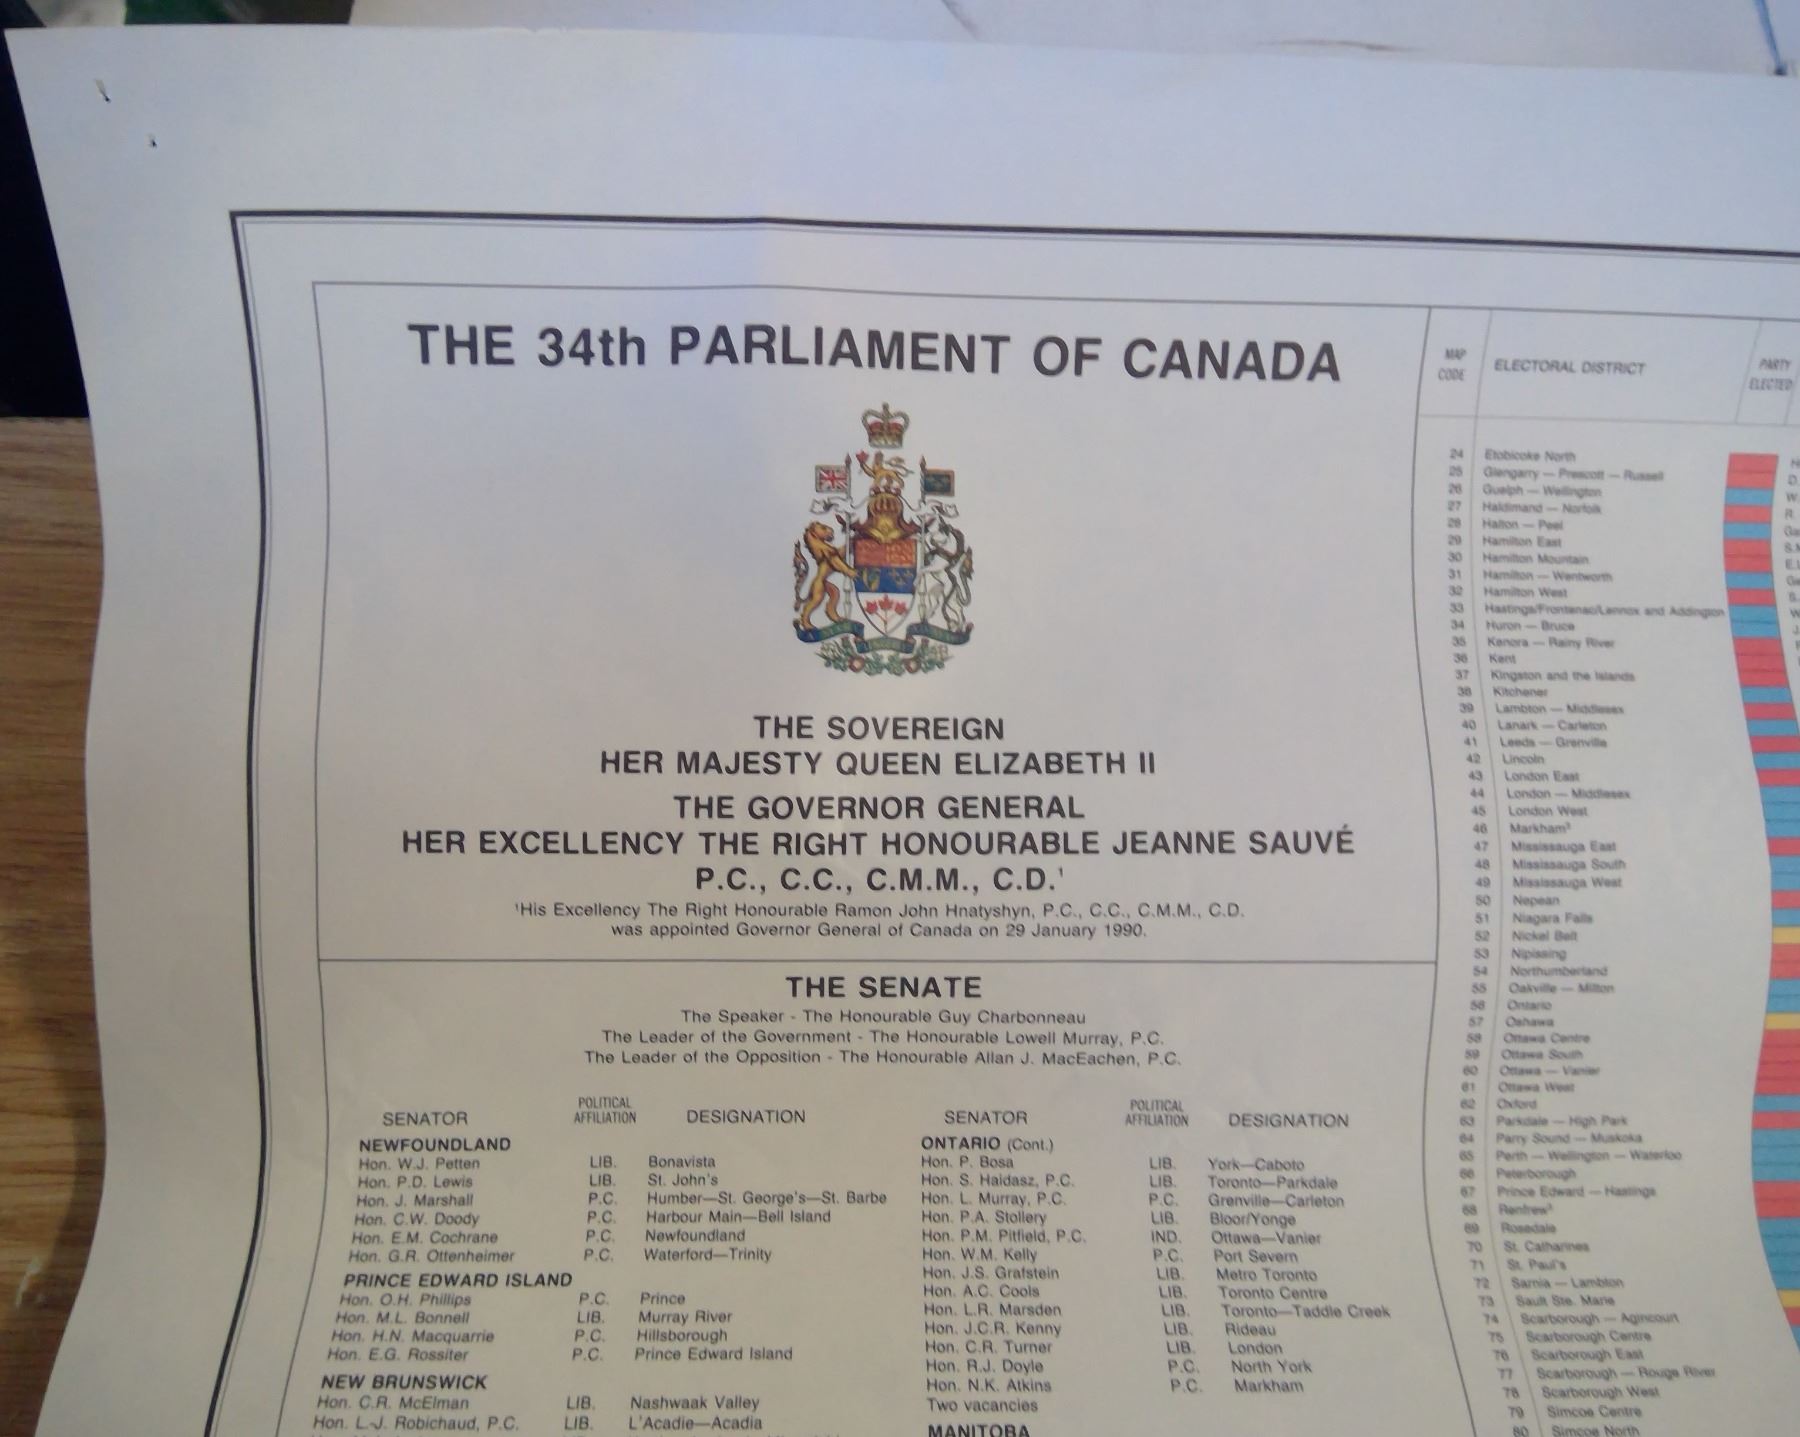 THE 34th PARLIAMENT OF CANADA
THE SOVEREIGN
HER MAJESTY QUEEN ELIZABETH II
THE GOVERNOR GENERAL
HER EXCELLENCY THE RIGHT HONOURABLE JEANNE SAUVÉ
P.C., C.C., C.M.M., C.D.¹
¹His Excellency The Right Honourable Ramon John Hnatyshyn, P.C., C.C., C.M.M., C.D.
was appointed Governor General of Canada on 29 January 1990.
THE SENATE
The Speaker - The Honourable Guy Charbonneau
The Leader of the Government - The Honourable Lowell Murray, P.C.
The Leader of the Opposition - The Honourable Allan J. MacEachen, P.C.
SENATOR POLITICAL AFFILIATION DESIGNATION
NEWFOUNDLAND
Hon. W.J. Petten LIB. Bonavista
Hon. P.D. Lewis LIB. St. John's
Hon. J. Marshall P.C. Humber—St. George's—St. Barbe
Hon. C.W. Doody P.C. Harbour Main—Bell Island
Hon. E.M. Cochrane P.C. Newfoundland
Hon. G.R. Ottenheimer P.C. Waterford—Trinity
PRINCE EDWARD ISLAND
Hon. O.H. Phillips P.C. Prince
Hon. M.L. Bonnell LIB. Murray River
Hon. H.N. Macquarrie P.C. Hillsborough
Hon. E.G. Rossiter P.C. Prince Edward Island
NEW BRUNSWICK
Hon. C.R. McElman LIB. Nashwaak Valley
Hon. L.-J. Robichaud, P.C. LIB. L'Acadie—Acadia
SENATOR POLITICAL AFFILIATION DESIGNATION
ONTARIO (Cont.)
Hon. P. Bosa LIB. York—Caboto
Hon. S. Haidasz, P.C. LIB. Toronto—Parkdale
Hon. L. Murray, P.C. P.C. Grenville—Carleton
Hon. P.A. Stollery LIB. Bloor/Yonge
Hon. P.M. Pitfield, P.C. IND. Ottawa—Vanier
Hon. W.M. Kelly P.C. Port Severn
Hon. J.S. Grafstein LIB. Metro Toronto
Hon. A.C. Cools LIB. Toronto Centre
Hon. L.R. Marsden LIB. Toronto—Taddle Creek
Hon. J.C.R. Kenny LIB. Rideau
Hon. C.R. Turner LIB. London
Hon. R.J. Doyle P.C. North York
Hon. N.K. Atkins P.C. Markham
Two vacancies
MANITOBA
MAP CODE ELECTORAL DISTRICT PARTY ELECTED
24 Etobicoke North
25 Glengarry — Prescott — Russell
26 Guelph — Wellington
27 Haldimand — Norfolk
28 Halton — Peel
29 Hamilton East
30 Hamilton Mountain
31 Hamilton — Wentworth
32 Hamilton West
33 Hastings/Frontenac/Lennox and Addington
34 Huron — Bruce
35 Kenora — Rainy River
36 Kent
37 Kingston and the Islands
38 Kitchener
39 Lambton — Middlesex
40 Lanark — Carleton
41 Leeds — Grenville
42 Lincoln
43 London East
44 London — Middlesex
45 London West
46 Markham
47 Mississauga East
48 Mississauga South
49 Mississauga West
50 Nepean
51 Niagara Falls
52 Nickel Belt
53 Nipissing
54 Northumberland
55 Oakville — Milton
56 Ontario
57 Oshawa
58 Ottawa Centre
59 Ottawa South
60 Ottawa — Vanier
61 Ottawa West
62 Oxford
63 Parkdale — High Park
64 Parry Sound — Muskoka
65 Perth — Wellington — Waterloo
66 Peterborough
67 Prince Edward — Hastings
68 Renfrew
69 Rosedale
70 St. Catharines
71 St. Paul's
72 Sarnia — Lambton
73 Sault Ste. Marie
74 Scarborough — Agincourt
75 Scarborough Centre
76 Scarborough East
77 Scarborough — Rouge River
78 Scarborough West
79 Simcoe Centre
80 Simcoe North